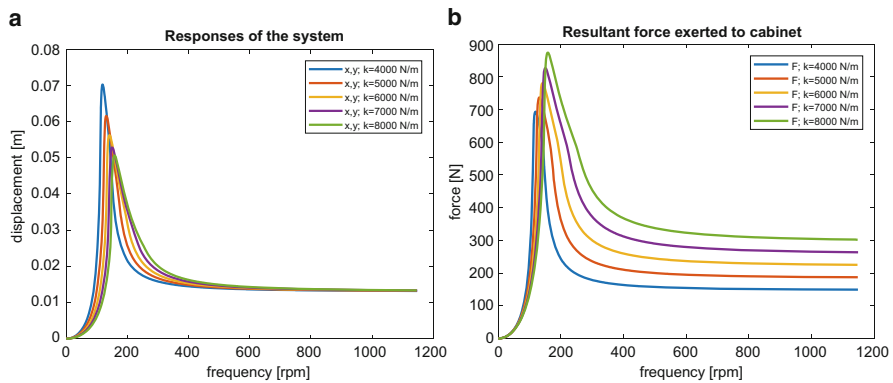 a
Responses of the system
0.08
0.07
0.06
0.05
0.04
0.03
0.02
0.01
0
displacement [m]
x,y; k=4000 N/m
x,y; k=5000 N/m
x,y; k=6000 N/m
x,y; k=7000 N/m
x,y; k=8000 N/m
0 200 400 600 800 1000 1200
frequency [rpm]
b
Resultant force exerted to cabinet
900
800
700
600
500
400
300
200
100
0
force [N]
F; k=4000 N/m
F; k=5000 N/m
F; k=6000 N/m
F; k=7000 N/m
F; k=8000 N/m
0 200 400 600 800 1000 1200
frequency [rpm]